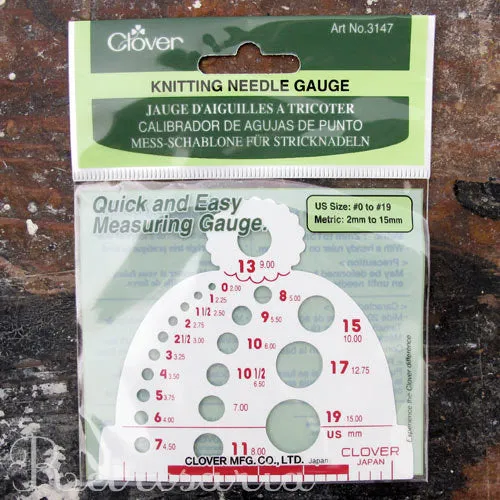 Art No.3147
Clover
KNITTING NEEDLE GAUGE
JAUGE D'AIGUILLES A TRICOTER
CALIBRADOR DE AGUJAS DE PUNTO
MESS-SCHABLONE FÜR STRICKNADELN
Quick and Easy
Measuring Gauge.
US Size: #0 to #19
Metric: 2mm to 15mm
13 9.00
0 2.00
1 2.25
1 1/2 2.50
2 2.75
2 1/2 3.00
3 3.25
4 3.50
5 3.75
6 4.00
7 4.50
8 5.00
9 5.50
10 6.00
10 1/2 6.50
7.00
11 8.00
15 10.00
17 12.75
19 15.00
US mm
CLOVER MFG. CO., LTD. Japan
CLOVER
JAPAN
Experience the Clover difference
Retrosaria